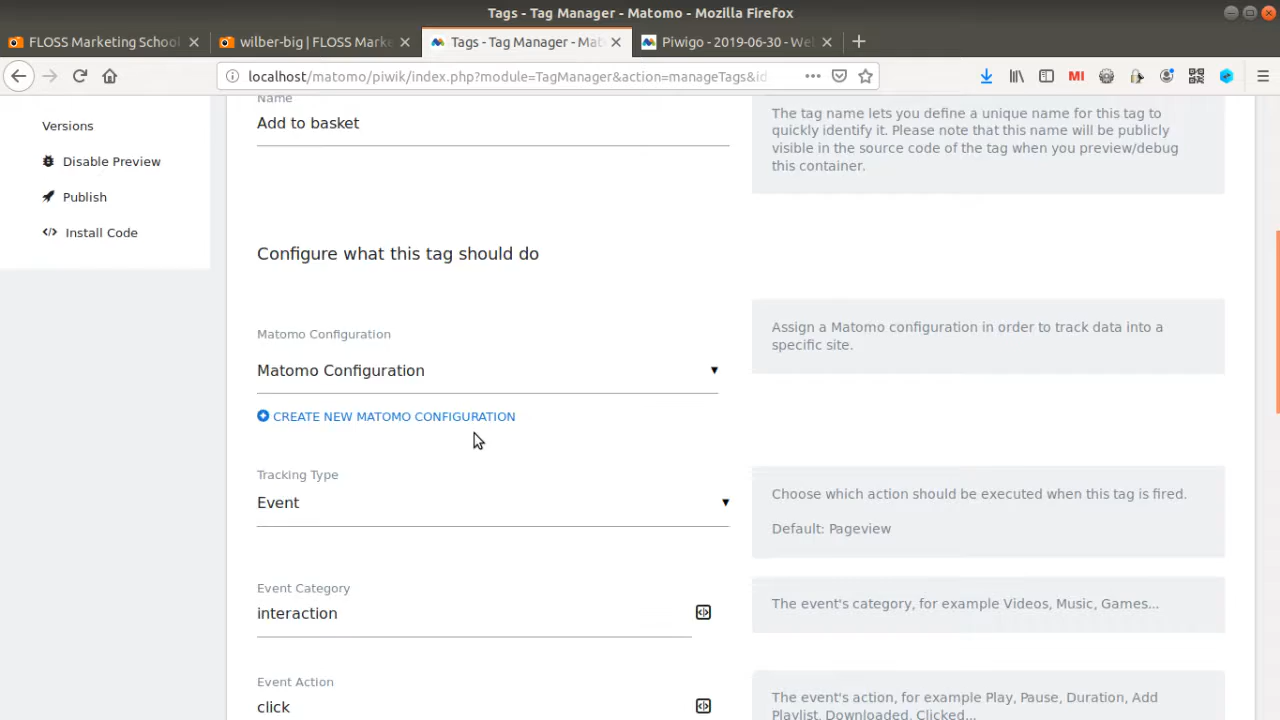 Tags - Tag Manager - Matomo - Mozilla Firefox
FLOSS Marketing School
wilber-big | FLOSS Marke
Tags - Tag Manager - Mat
Piwigo - 2019-06-30 - We
localhost/matomo/piwik/index.php?module=TagManager&action=manageTags&id
MI
Versions
Disable Preview
Publish
Install Code
Name
Add to basket
The tag name lets you define a unique name for this tag to
quickly identify it. Please note that this name will be publicly
visible in the source code of the tag when you preview/debug
this container.
Configure what this tag should do
Matomo Configuration
Matomo Configuration
CREATE NEW MATOMO CONFIGURATION
Assign a Matomo configuration in order to track data into a
specific site.
Tracking Type
Event
Choose which action should be executed when this tag is fired.
Default: Pageview
Event Category
interaction
The event's category, for example Videos, Music, Games...
Event Action
click
The event's action, for example Play, Pause, Duration, Add
Playlist, Downloaded, Clicked...